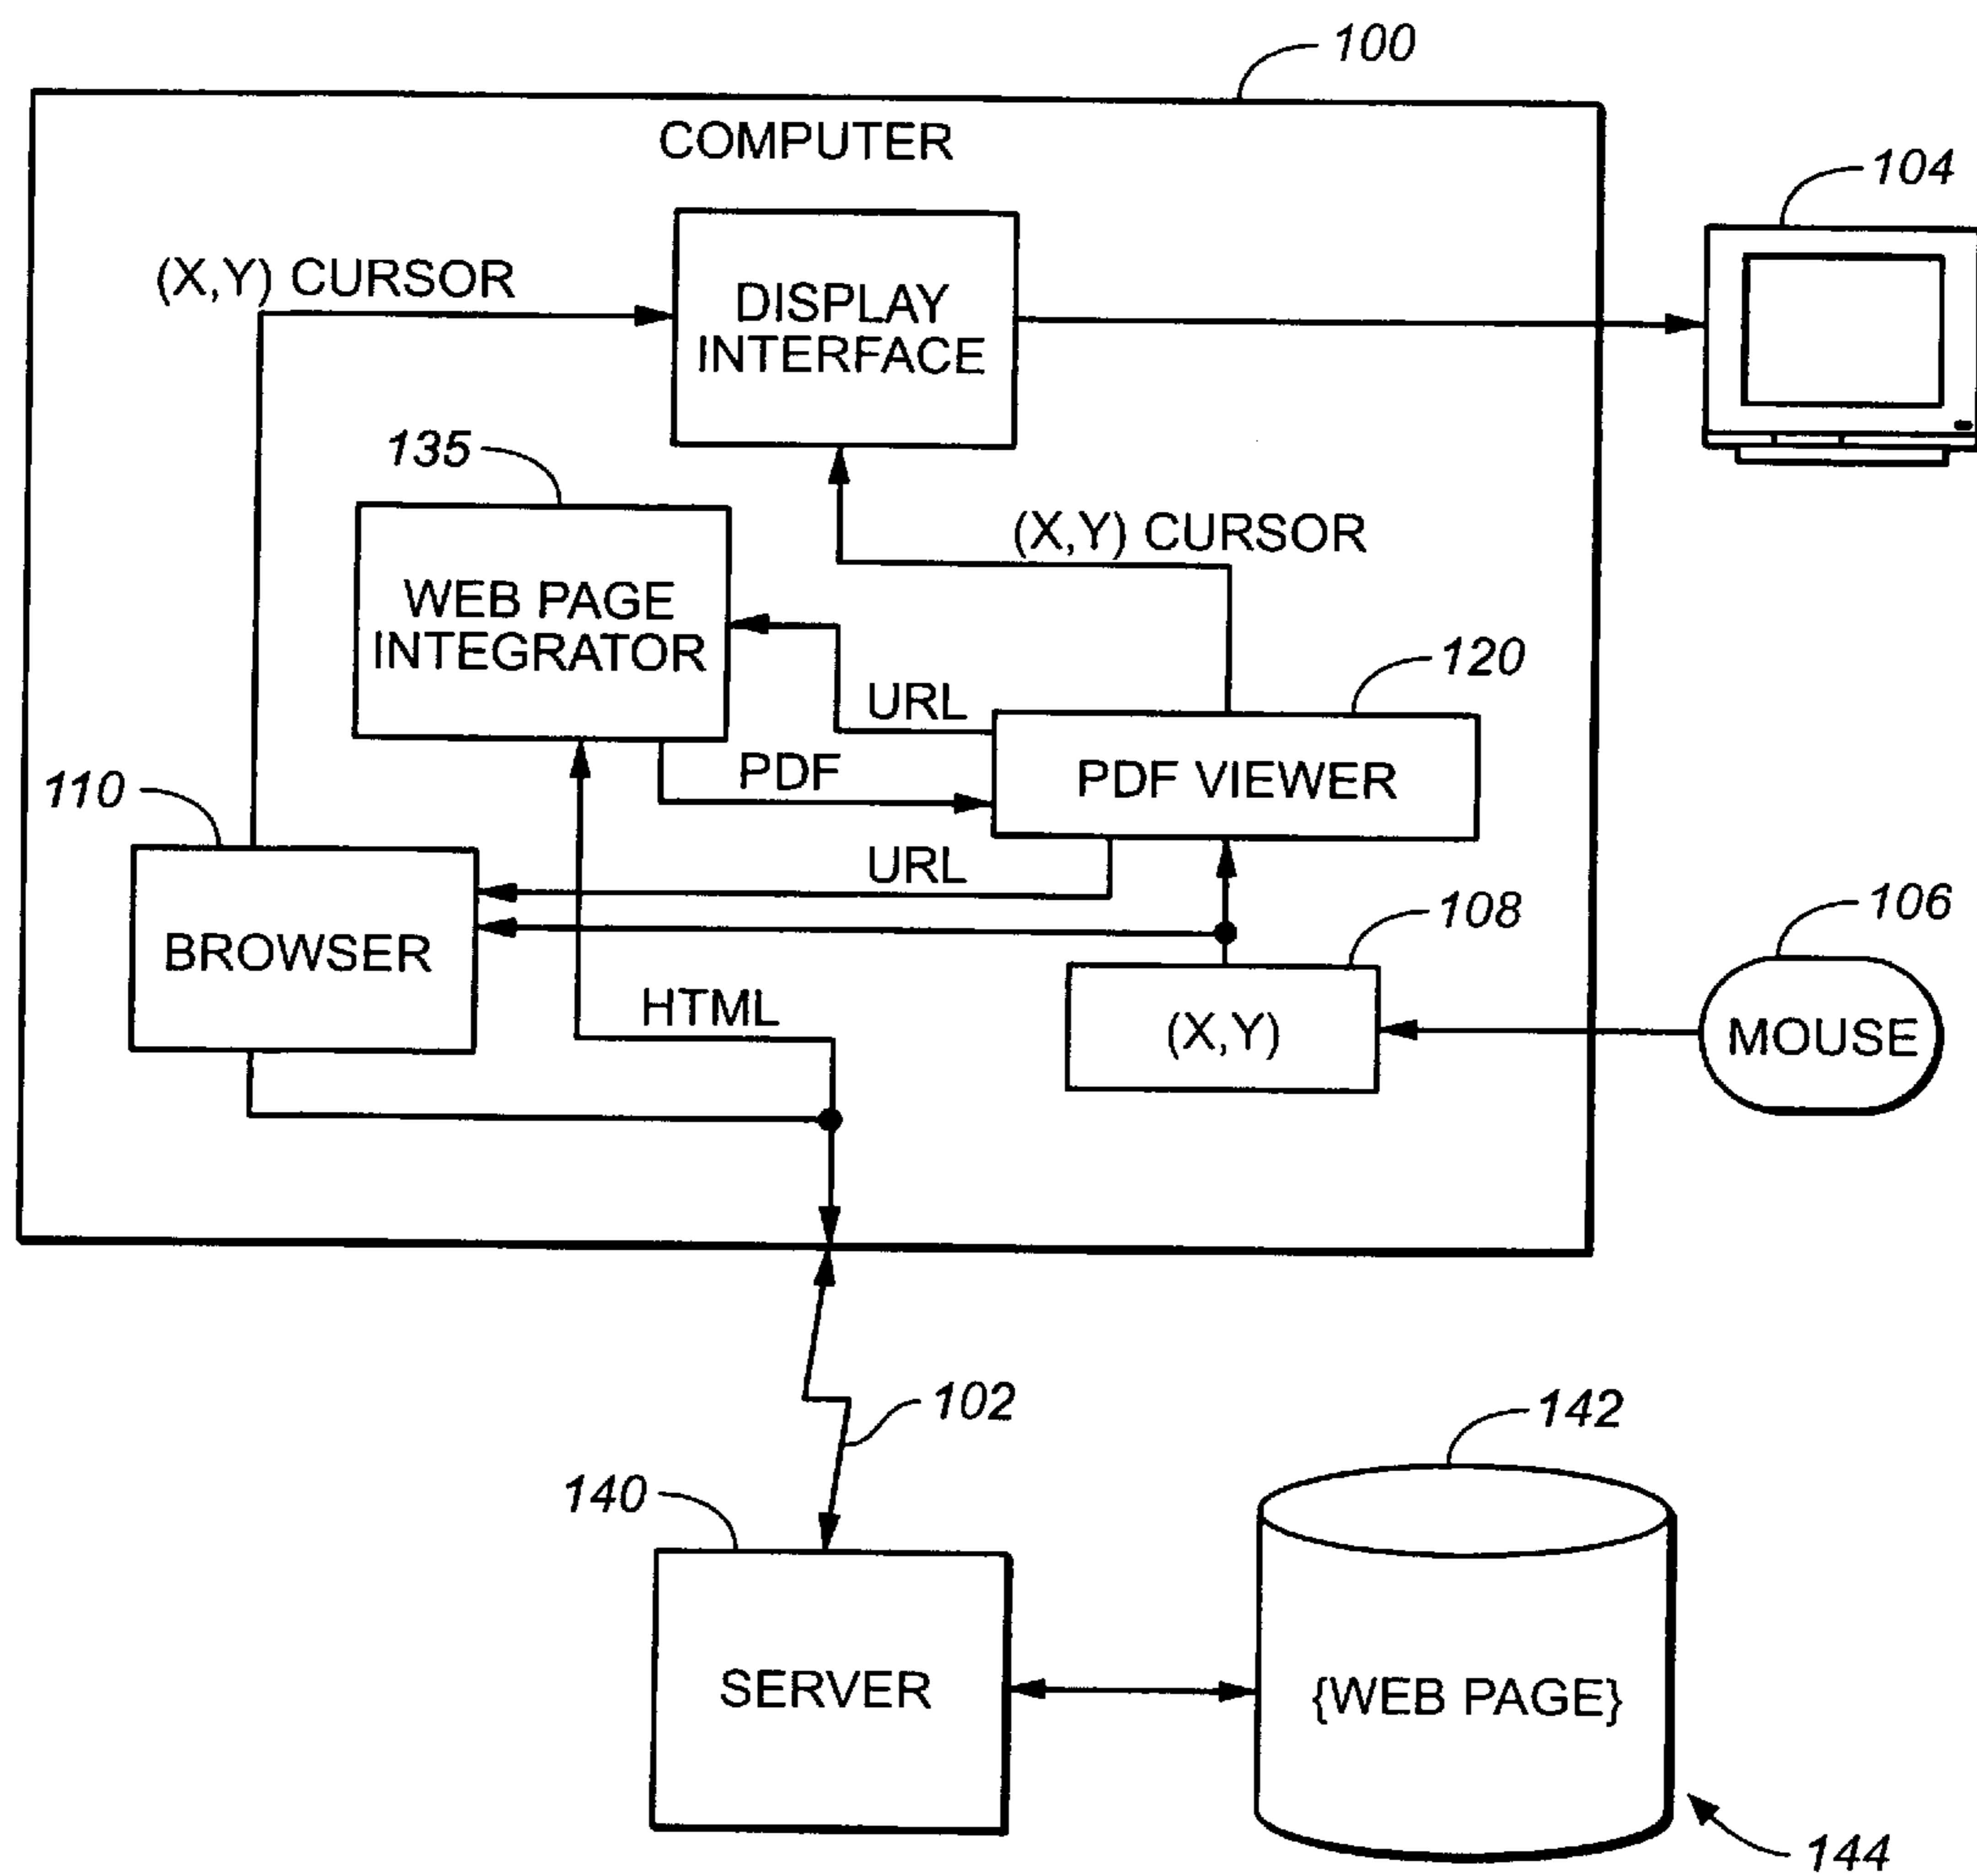 100
COMPUTER
104
(X,Y) CURSOR
DISPLAY
INTERFACE
135
(X,Y) CURSOR
WEB PAGE
INTEGRATOR
120
URL
PDF
PDF VIEWER
110
URL
108
106
BROWSER
HTML
(X,Y)
MOUSE
102
142
140
SERVER
{WEB PAGE}
144